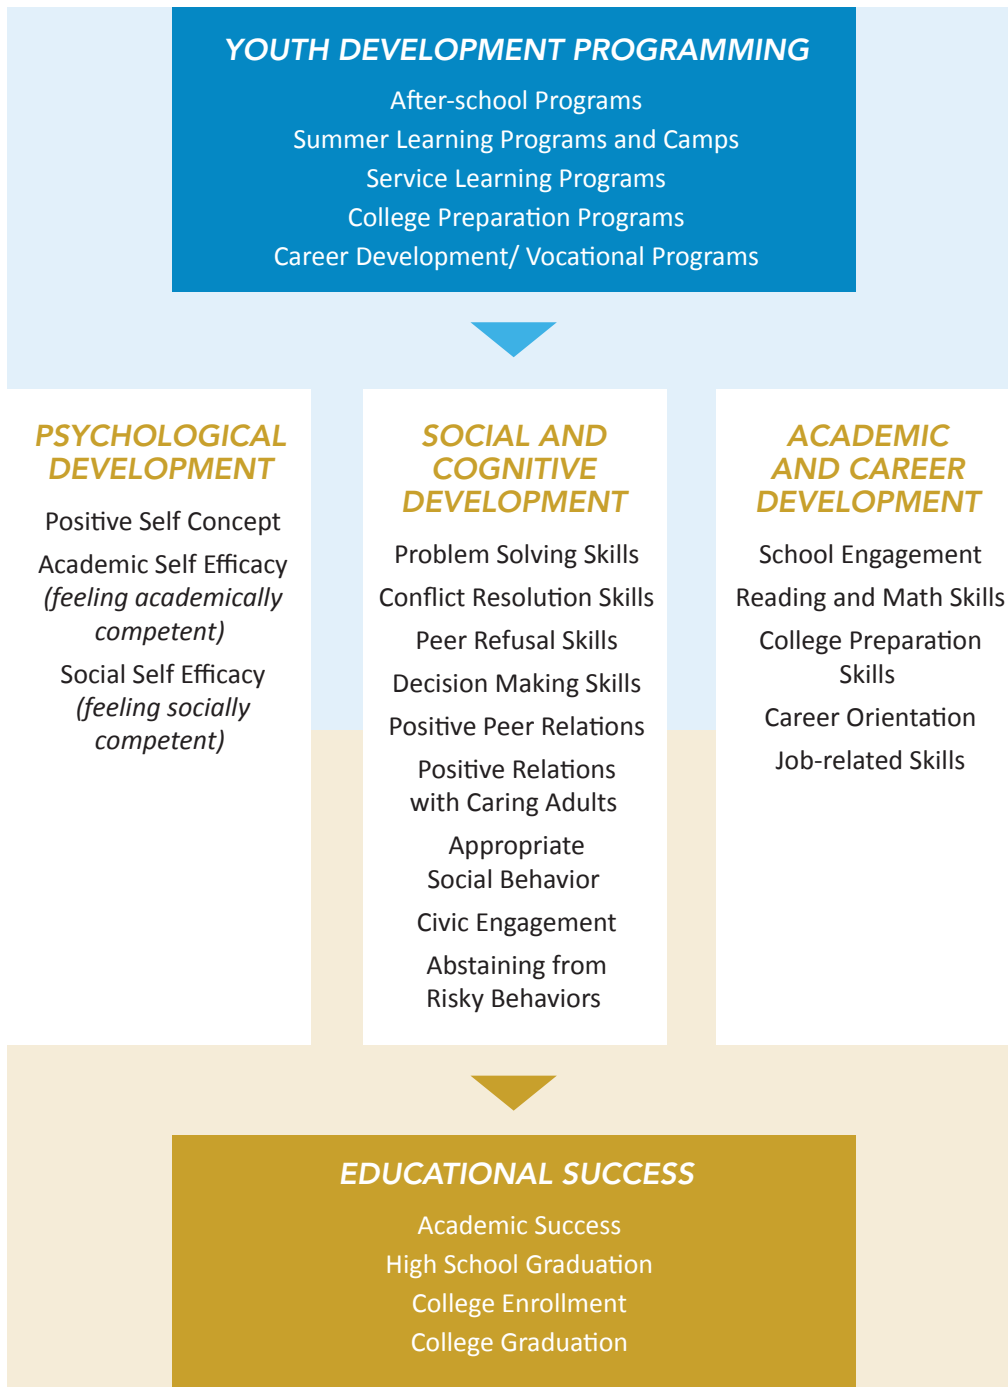 YOUTH DEVELOPMENT PROGRAMMING
After-school Programs
Summer Learning Programs and Camps
Service Learning Programs
College Preparation Programs
Career Development/ Vocational Programs
PSYCHOLOGICAL
DEVELOPMENT
Positive Self Concept
Academic Self Efficacy
(feeling academically
competent)
Social Self Efficacy
(feeling socially
competent)
SOCIAL AND
COGNITIVE
DEVELOPMENT
Problem Solving Skills
Conflict Resolution Skills
Peer Refusal Skills
Decision Making Skills
Positive Peer Relations
Positive Relations
with Caring Adults
Appropriate
Social Behavior
Civic Engagement
Abstaining from
Risky Behaviors
ACADEMIC
AND CAREER
DEVELOPMENT
School Engagement
Reading and Math Skills
College Preparation
Skills
Career Orientation
Job-related Skills
EDUCATIONAL SUCCESS
Academic Success
High School Graduation
College Enrollment
College Graduation